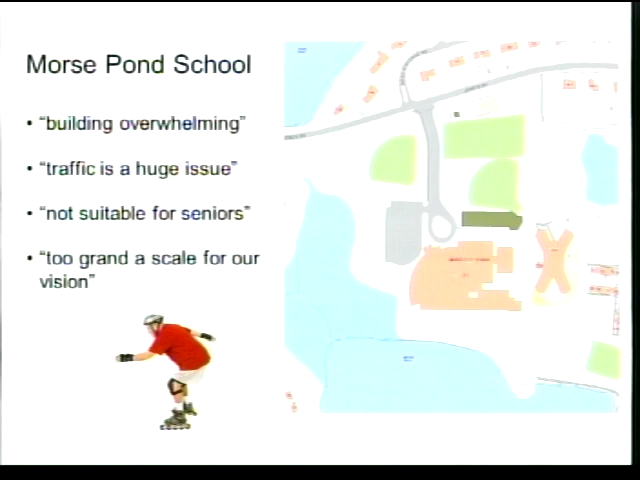 Morse Pond School
• “building overwhelming”
• “traffic is a huge issue”
• “not suitable for seniors”
• “too grand a scale for our
vision”